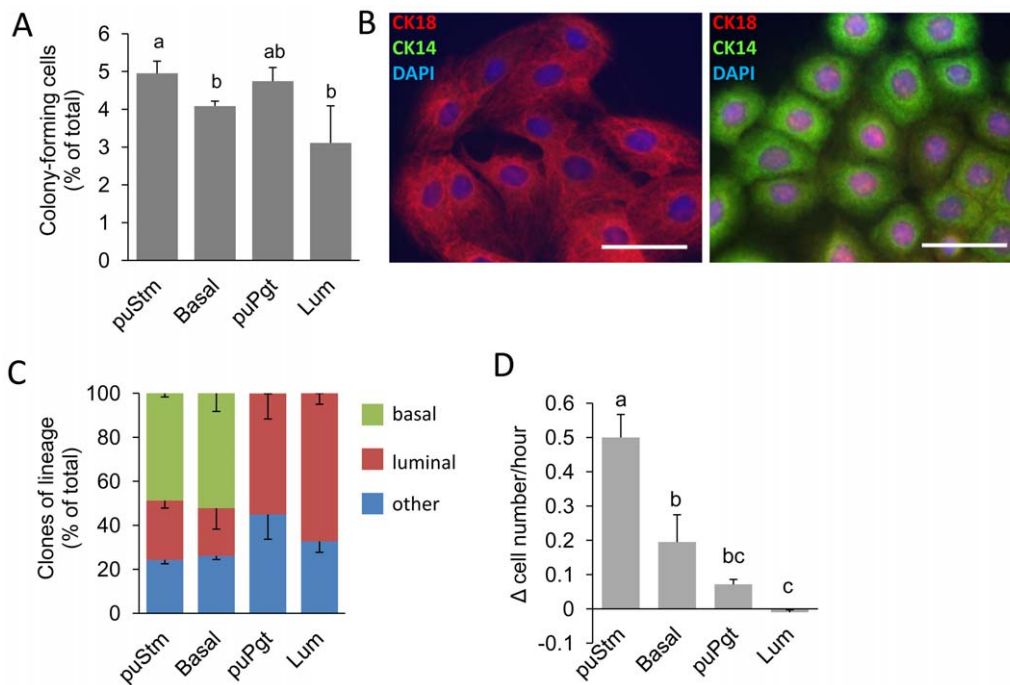 A
Colony-forming cells
(% of total)
6
5
4
3
2
1
0
a
b
ab
b
puStm
Basal
puPgt
Lum
B
CK18
CK14
DAPI
CK18
CK14
DAPI
C
Clones of lineage
(% of total)
100
80
60
40
20
0
puStm
Basal
puPgt
Lum
basal
luminal
other
D
Δ cell number/hour
0.6
0.5
0.4
0.3
0.2
0.1
0
-0.1
a
b
bc
c
puStm
Basal
puPgt
Lum